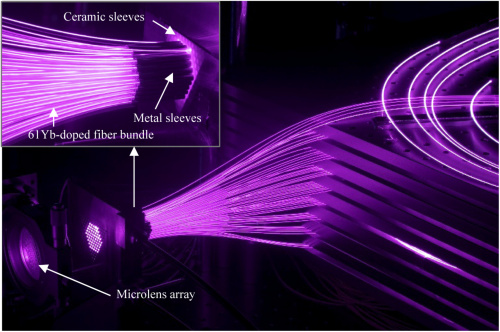 Ceramic sleeves
Metal sleeves
61Yb-doped fiber bundle
Microlens array